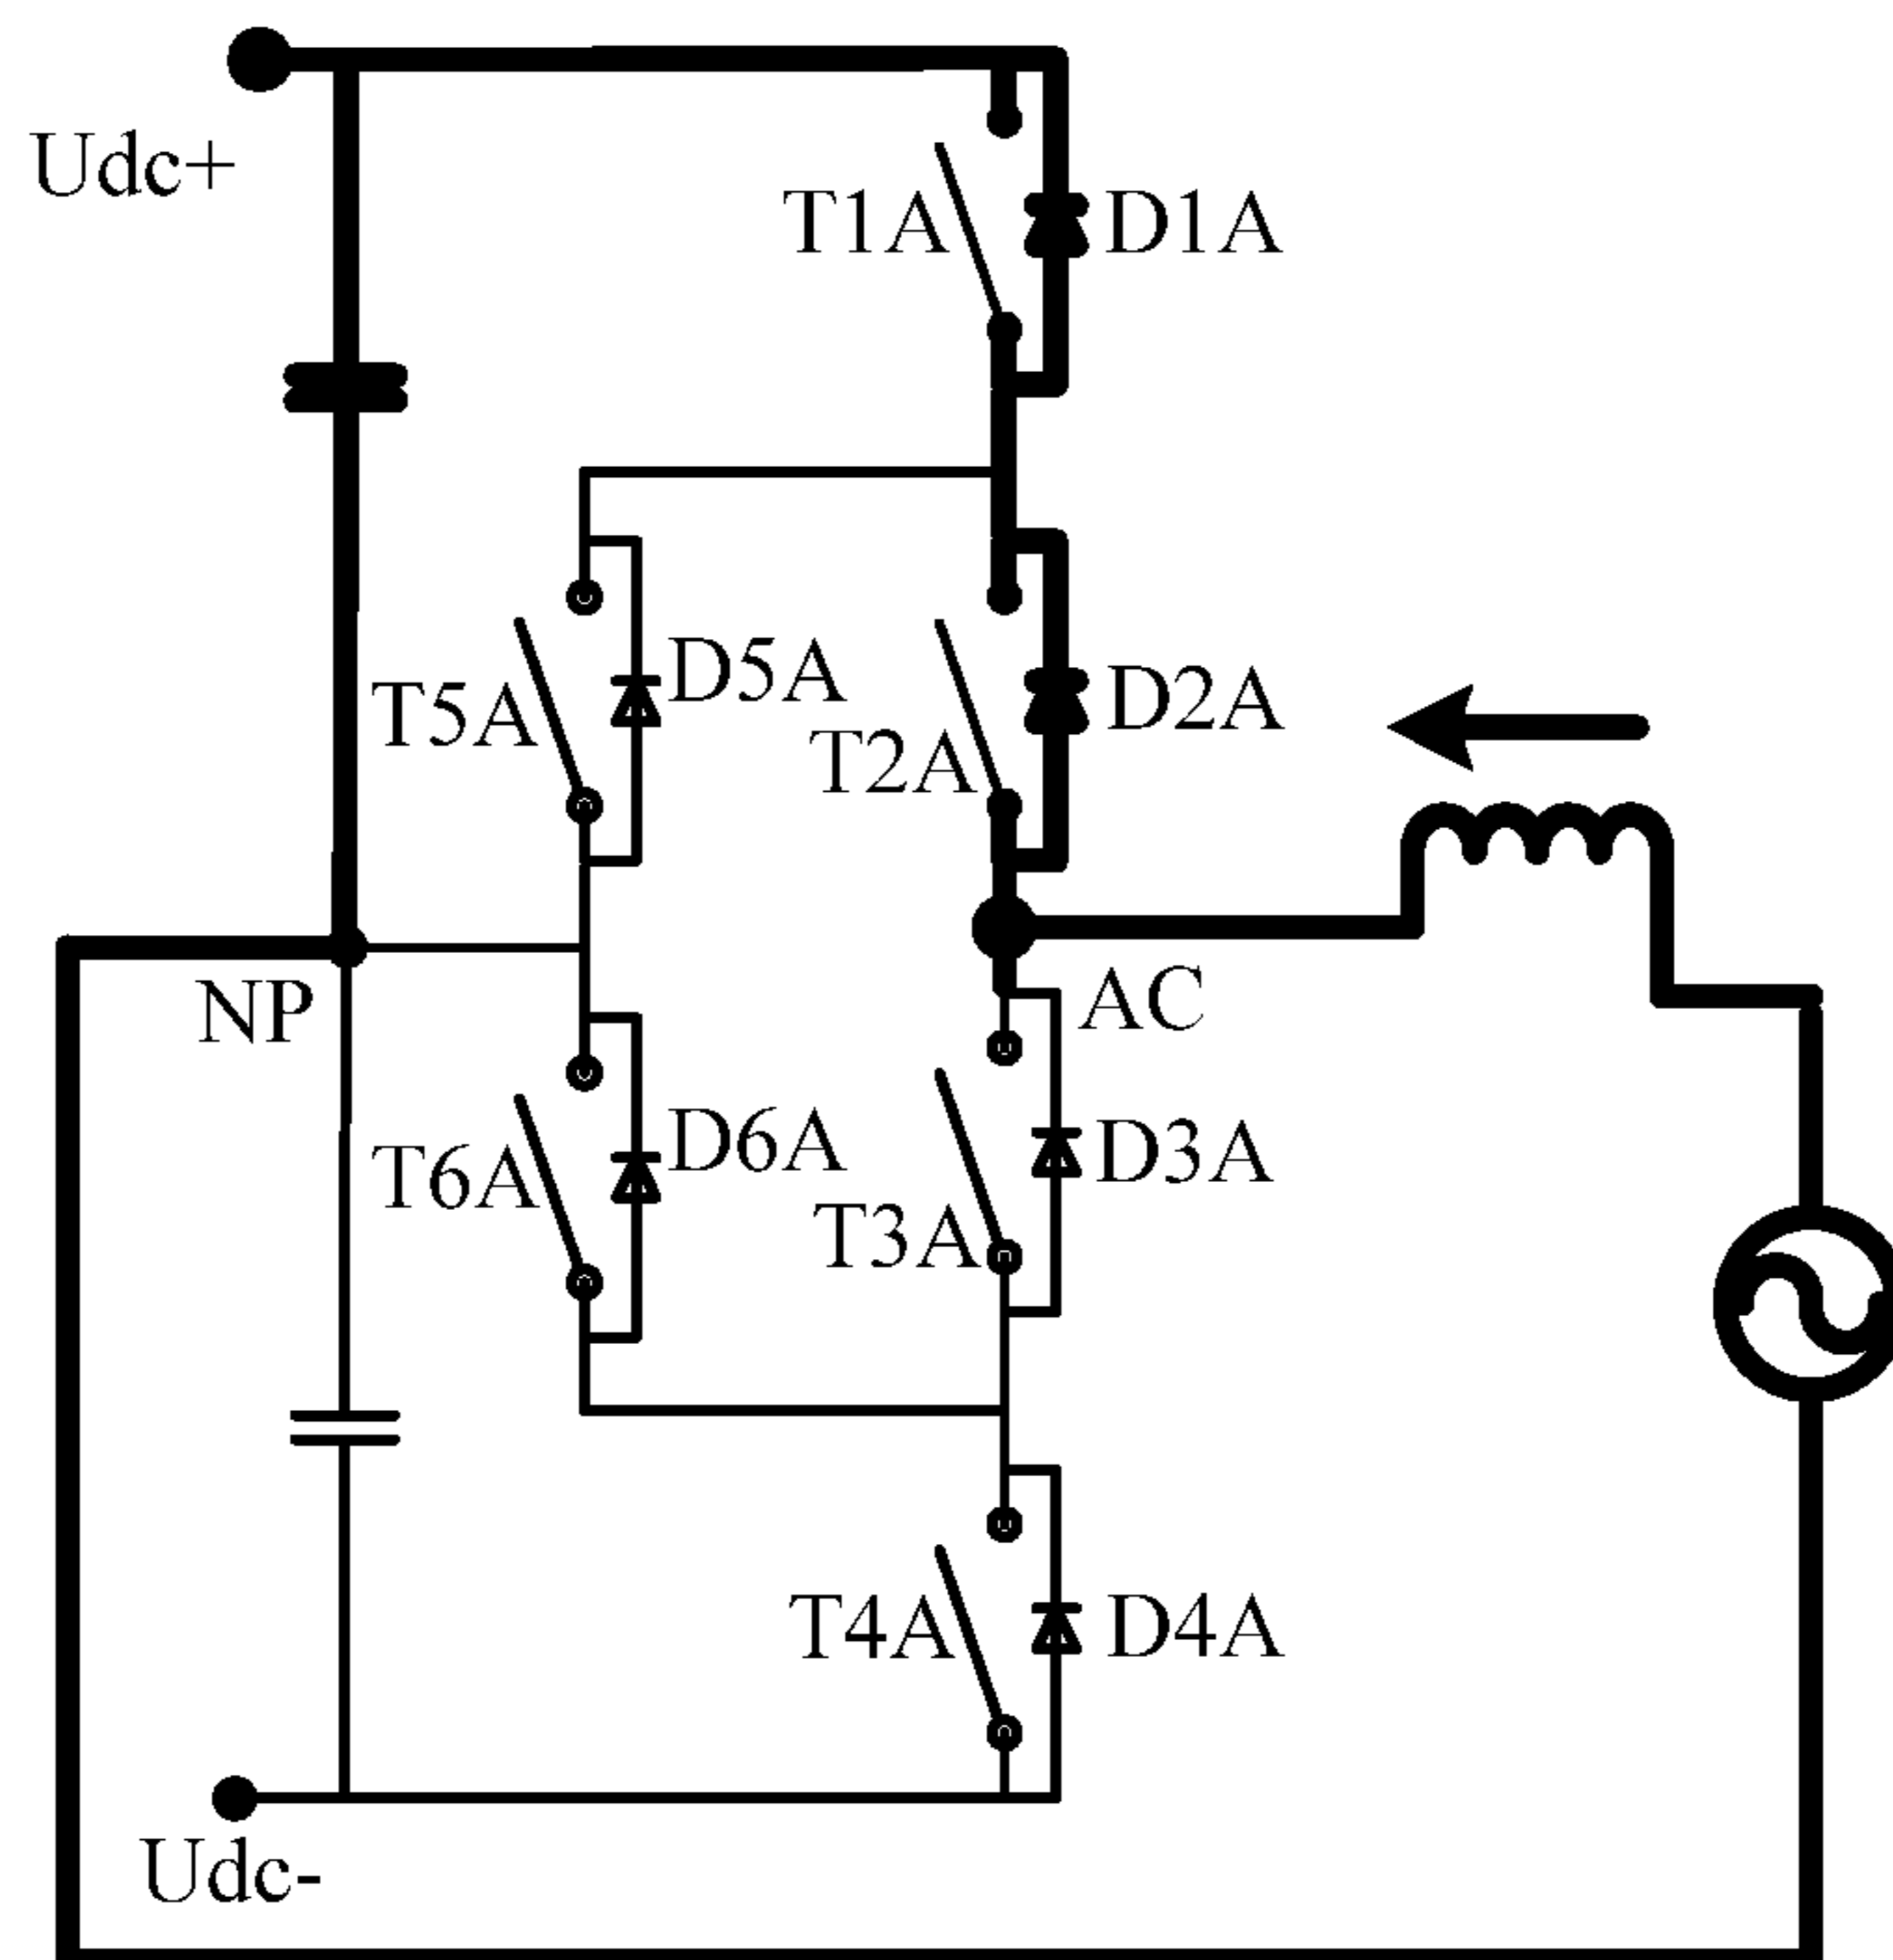 Udc+
T1A
D1A
D5A
T5A
D2A
T2A
NP
AC
D6A
T6A
D3A
T3A
T4A
D4A
Udc-